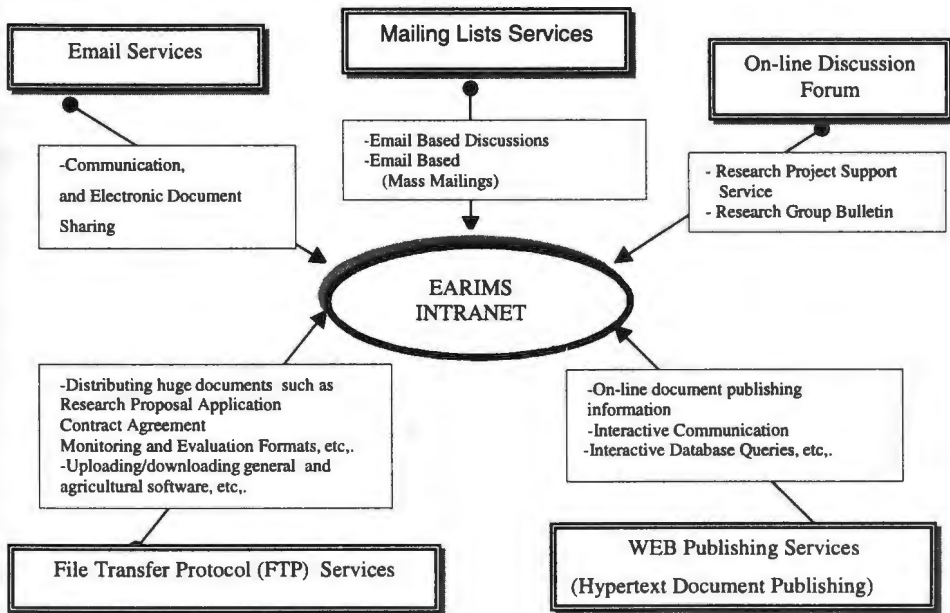 Email Services
Mailing Lists Services
On-line Discussion
Forum
-Communication,
and Electronic Document
Sharing
-Email Based Discussions
-Email Based
(Mass Mailings)
- Research Project Support
Service
- Research Group Bulletin
EARIMS
INTRANET
-Distributing huge documents such as
Research Proposal Application
Contract Agreement
Monitoring and Evaluation Formats, etc,.
-Uploading/downloading general and
agricultural software, etc,.
-On-line document publishing
information
-Interactive Communication
-Interactive Database Queries, etc,.
File Transfer Protocol (FTP) Services
WEB Publishing Services
(Hypertext Document Publishing)